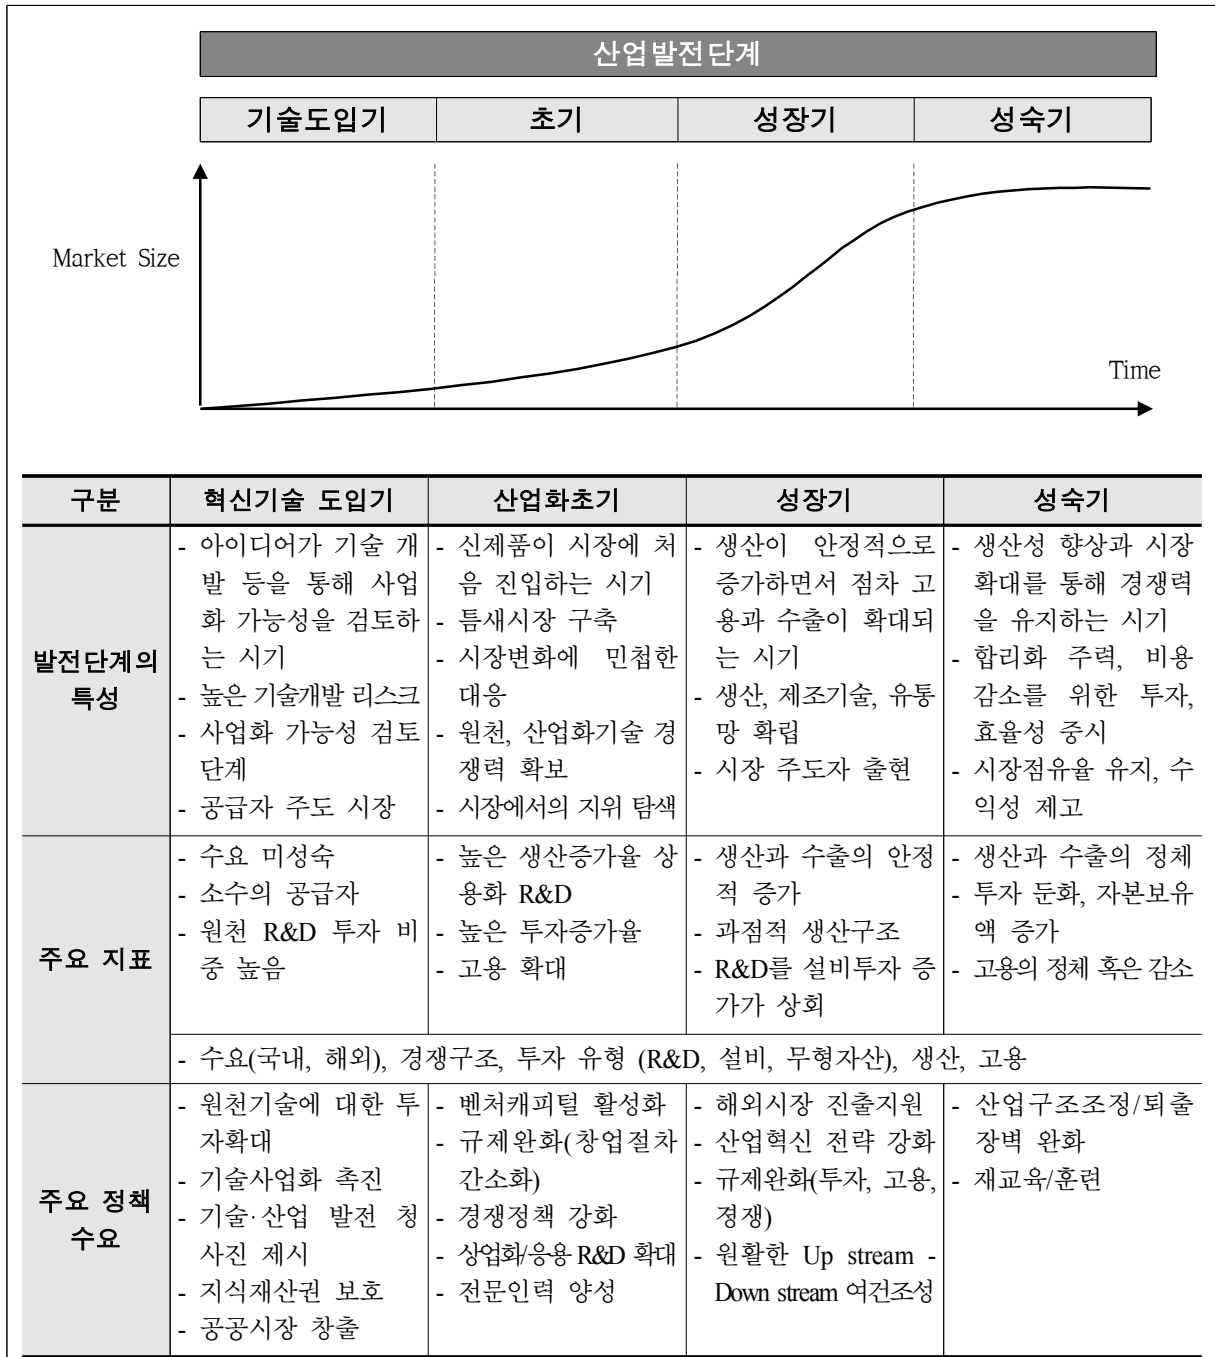 산업발전단계
기술도입기 초기 성장기 성숙기
Market Size
Time
구분 혁신기술 도입기 산업화초기 성장기 성숙기
발전단계의
특성
- 아이디어가 기술 개
발 등을 통해 사업
화 가능성을 검토하
는 시기
- 높은 기술개발 리스크
- 사업화 가능성 검토
단계
- 공급자 주도 시장
- 신제품이 시장에 처
음 진입하는 시기
- 틈새시장 구축
- 시장변화에 민첩한
대응
- 원천, 산업화기술 경
쟁력 확보
- 시장에서의 지위 탐색
- 생산이 안정적으로
증가하면서 점차 고
용과 수출이 확대되
는 시기
- 생산, 제조기술, 유통
망 확립
- 시장 주도자 출현
- 생산성 향상과 시장
확대를 통해 경쟁력
을 유지하는 시기
- 합리화 주력, 비용
감소를 위한 투자,
효율성 중시
- 시장점유율 유지, 수
익성 제고
주요 지표
- 수요 미성숙
- 소수의 공급자
- 원천 R&D 투자 비
중 높음
- 높은 생산증가율 상
용화 R&D
- 높은 투자증가율
- 고용 확대
- 생산과 수출의 안정
적 증가
- 과점적 생산구조
- R&D를 설비투자 증
가가 상회
- 생산과 수출의 정체
- 투자 둔화, 자본보유
액 증가
- 고용의 정체 혹은 감소
- 수요(국내, 해외), 경쟁구조, 투자 유형 (R&D, 설비, 무형자산), 생산, 고용
주요 정책
수요
- 원천기술에 대한 투
자확대
- 기술사업화 촉진
- 기술·산업 발전 청
사진 제시
- 지식재산권 보호
- 공공시장 창출
- 벤처캐피털 활성화
- 규제완화(창업절차
간소화)
- 경쟁정책 강화
- 상업화/응용 R&D 확대
- 전문인력 양성
- 해외시장 진출지원
- 산업혁신 전략 강화
- 규제완화(투자, 고용,
경쟁)
- 원활한 Up stream -
Down stream 여건조성
- 산업구조조정/퇴출
장벽 완화
- 재교육/훈련